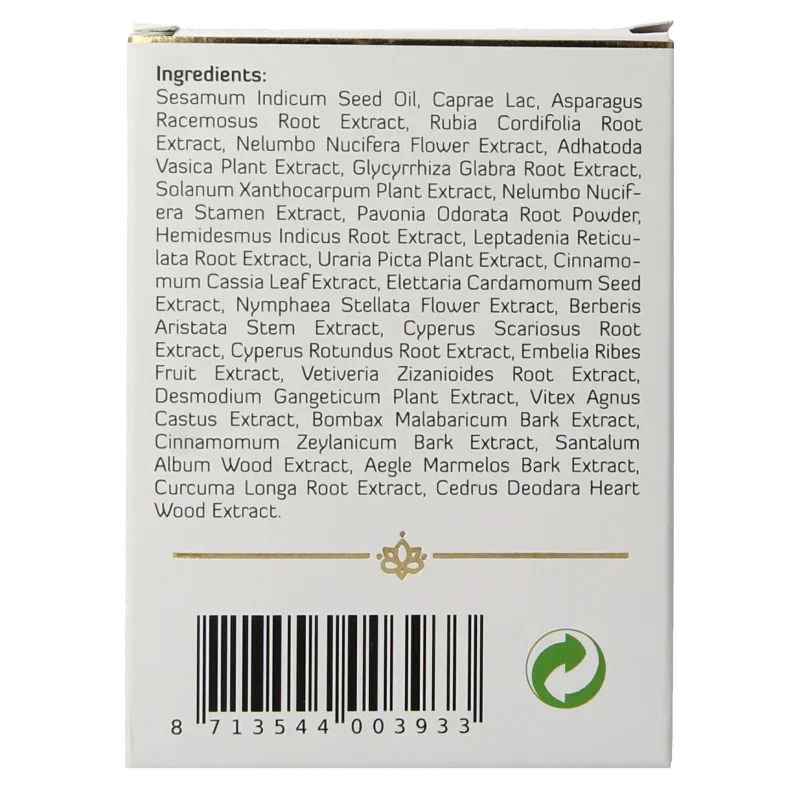 Ingredients:
Sesamum Indicum Seed Oil, Caprae Lac, Asparagus
Racemosus Root Extract, Rubia Cordifolia Root
Extract, Nelumbo Nucifera Flower Extract, Adhatoda
Vasica Plant Extract, Glycyrrhiza Glabra Root Extract,
Solanum Xanthocarpum Plant Extract, Nelumbo Nucif-
era Stamen Extract, Pavonia Odorata Root Powder,
Hemidesmus Indicus Root Extract, Leptadenia Reticu-
lata Root Extract, Uraria Picta Plant Extract, Cinnamo-
mum Cassia Leaf Extract, Elettaria Cardamomum Seed
Extract, Nymphaea Stellata Flower Extract, Berberis
Aristata Stem Extract, Cyperus Scariosus Root
Extract, Cyperus Rotundus Root Extract, Embelia Ribes
Fruit Extract, Vetiveria Zizanioides Root Extract,
Desmodium Gangeticum Plant Extract, Vitex Agnus
Castus Extract, Bombax Malabaricum Bark Extract,
Cinnamomum Zeylanicum Bark Extract, Santalum
Album Wood Extract, Aegle Marmelos Bark Extract,
Curcuma Longa Root Extract, Cedrus Deodara Heart
Wood Extract.
8 713544 003933